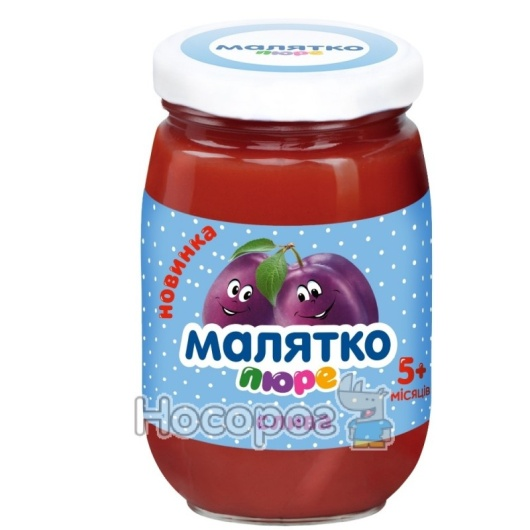 МАЛЯТКО
пюре
новинка
МАЛЯТКО
пюре
5+
місяців
Носорог
слива